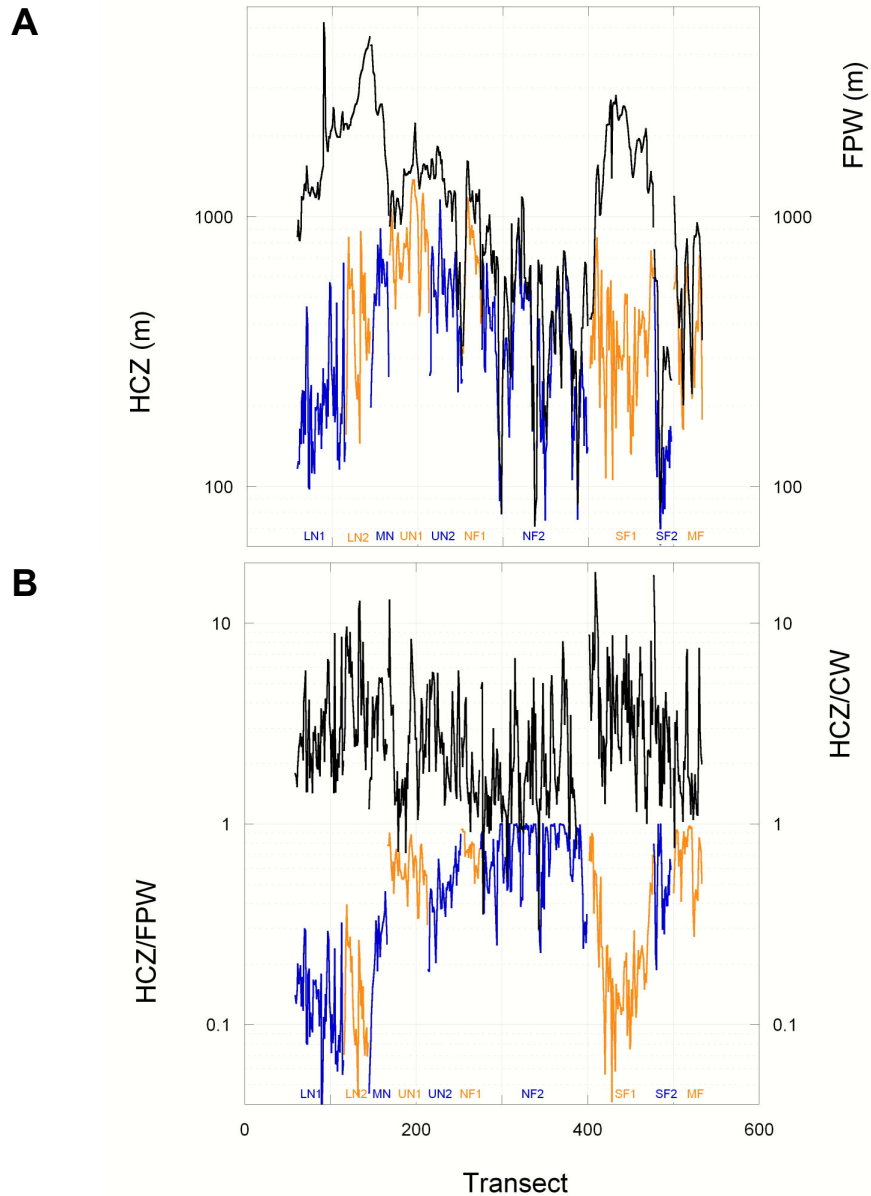 A
HCZ (m)
FPW (m)
1000
1000
100
100
LN1 LN2 MN UN1 UN2 NF1 NF2 SF1 SF2 MF
B
HCZ/FPW
HCZ/CW
10
10
1
1
0.1
0.1
LN1 LN2 MN UN1 UN2 NF1 NF2 SF1 SF2 MF
0 200 400 600
Transect